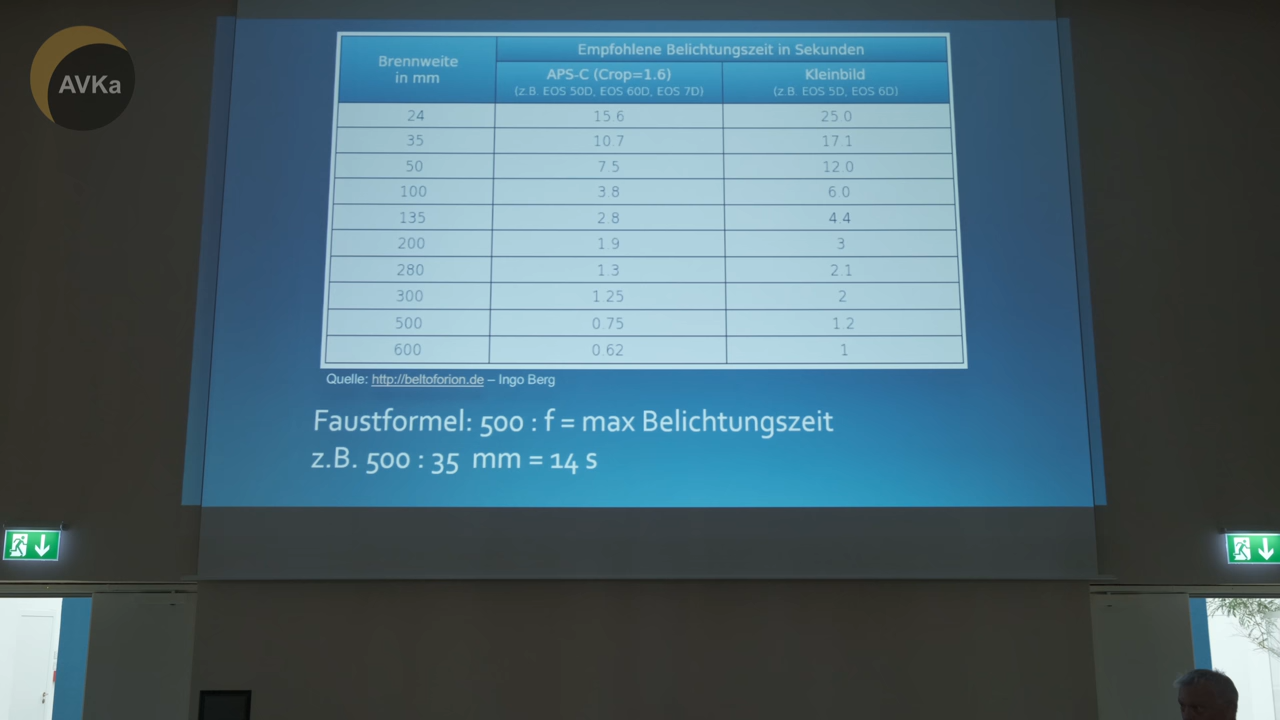 AVKa
Brennweite in mm | Empfohlene Belichtungszeit in Sekunden
APS-C (Crop=1.6) | Kleinbild
(z.B. EOS 50D, EOS 60D, EOS 7D) | (z.B. EOS 5D, EOS 6D)
24 | 15.6 | 25.0
35 | 10.7 | 17.1
50 | 7.5 | 12.0
100 | 3.8 | 6.0
135 | 2.8 | 4.4
200 | 1.9 | 3
280 | 1.3 | 2.1
300 | 1.25 | 2
500 | 0.75 | 1.2
600 | 0.62 | 1
Quelle: http://beltoforion.de – Ingo Berg
Faustformel: 500 : f = max Belichtungszeit
z.B. 500 : 35 mm = 14 s